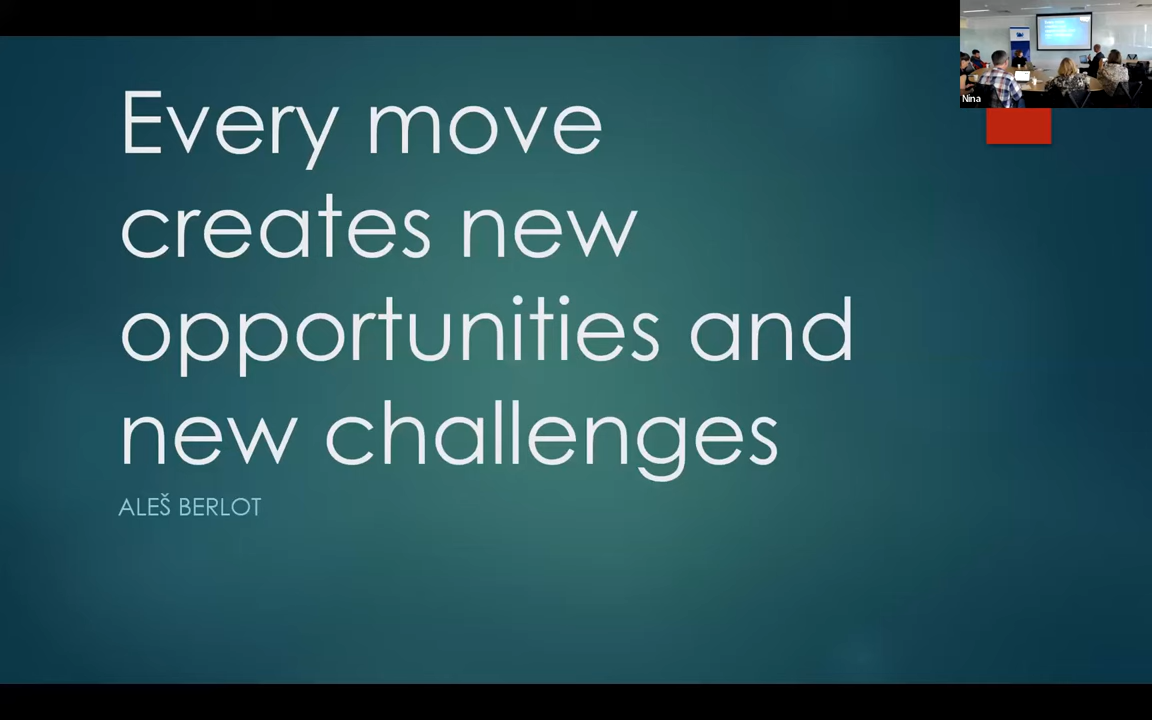 Every move
creates new
opportunities and
new challenges
ALEŠ BERLOT
Nina